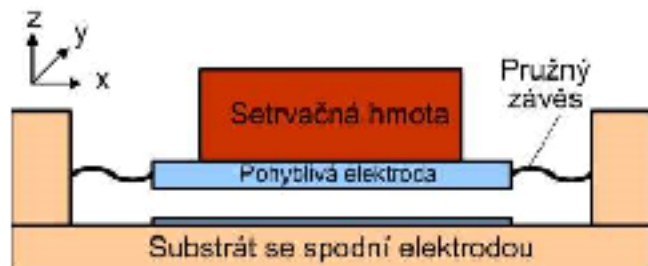 z
y
x
Pružný
závěs
Setrvačná hmota
Pohyblivá elektroda
Substrát se spodní elektrodou